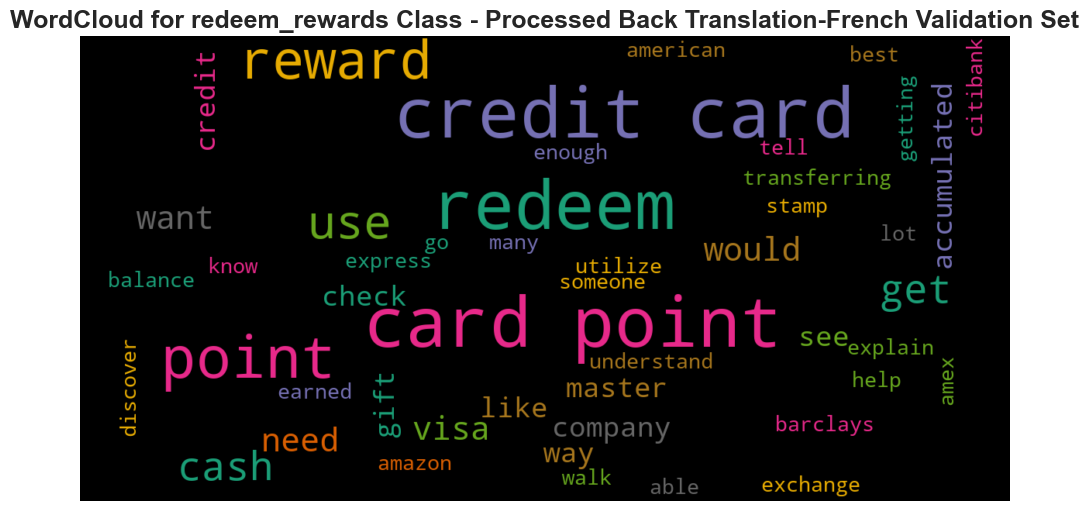 WordCloud for redeem_rewards Class - Processed Back Translation-French Validation Set
reward
credit
american
best
citibank
credit card
getting
accumulated
enough
tell
transferring
redeem
stamp
want
use
go
many
would
lot
know
express
utilize
balance
someone
check
get
card point
point
see
explain
discover
understand
help
amex
earned
gift
master
like
visa
company
barclays
need
way
cash
amazon
walk
able
exchange